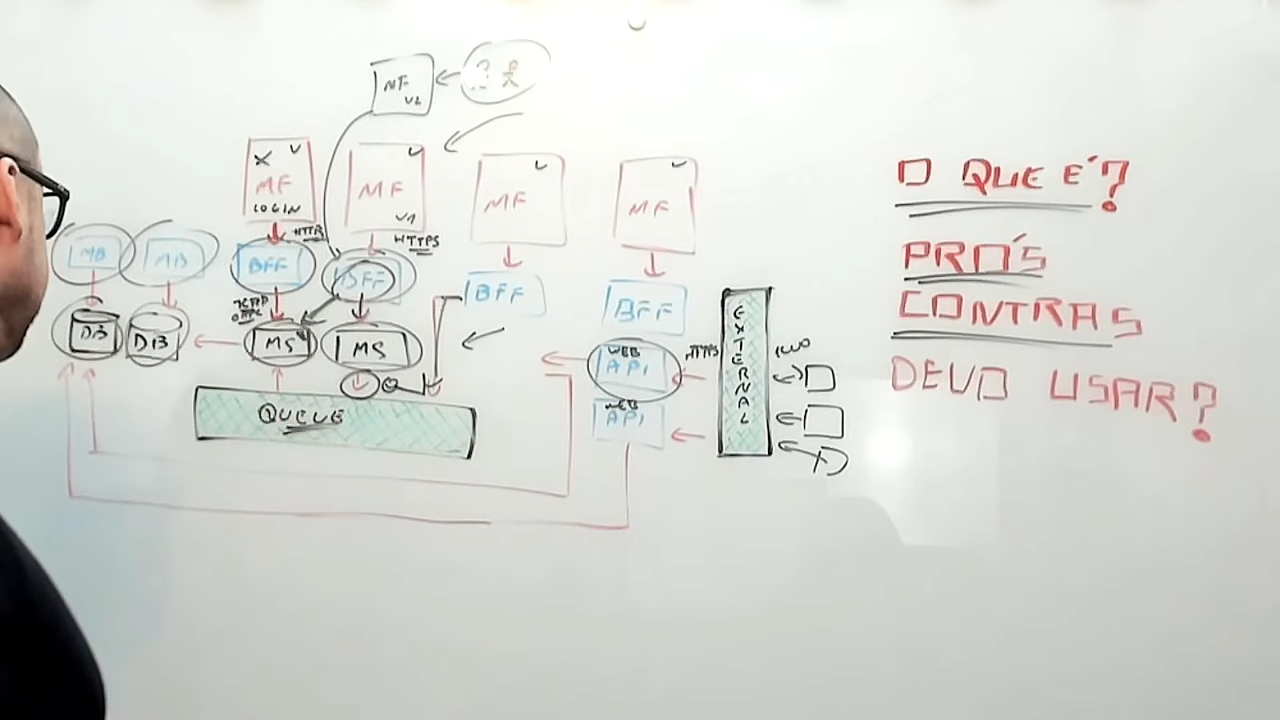 MF
V2
MF
LOGIN
MF
V1
MF
MF
HTTPS
MB
MB
BFF
BFF
BFF
BFF
DB
DB
MS
MS
QUEUE
WEB
API
WEB
API
HTTPS
EXTERNAL
O QUE É?
PRÓS
CONTRAS
DEVO USAR?